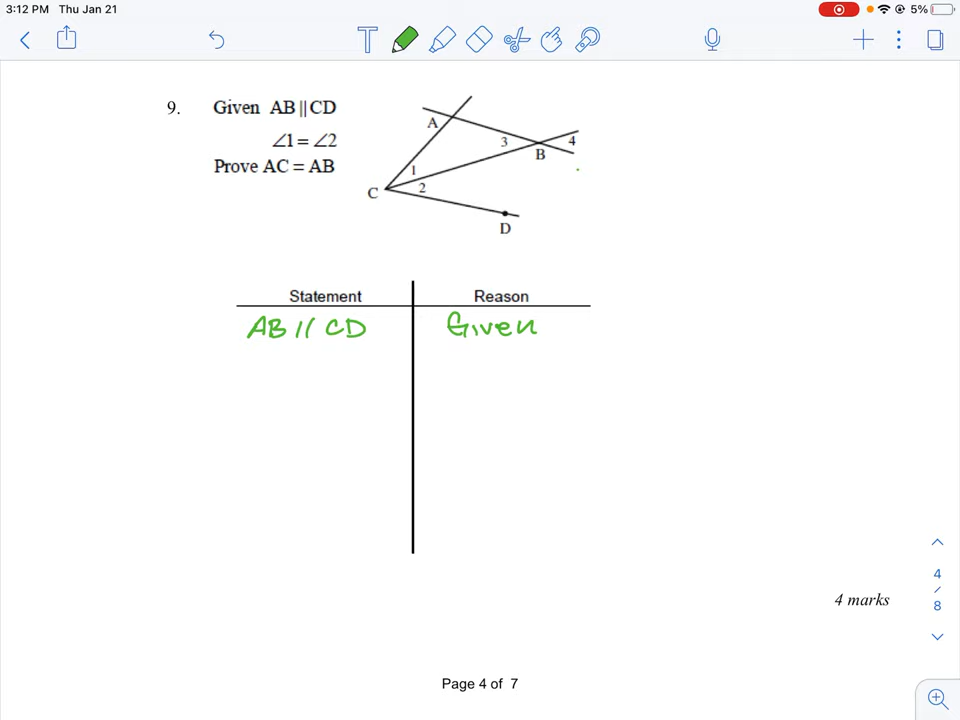 3:12 PM Thu Jan 21
5%
T
9. Given AB || CD
∠1 = ∠2
Prove AC = AB
A
3
4
B
1
C
2
D
Statement Reason
AB // CD Given
4
/
8
4 marks
Page 4 of 7